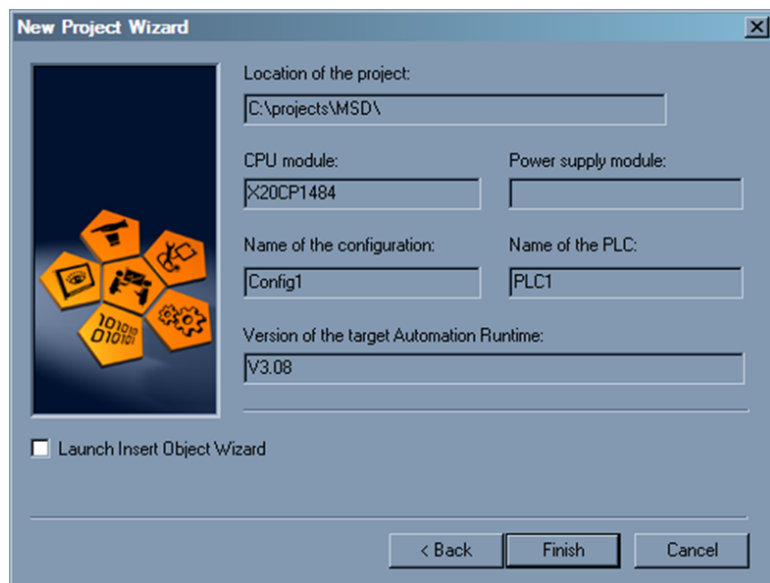 New Project Wizard
Location of the project:
C:\projects\MSD\
CPU module:
Power supply module:
X20CP1484
Name of the configuration:
Name of the PLC:
Config1
PLC1
Version of the target Automation Runtime:
V3.08
101010
010101
Launch Insert Object Wizard
< Back
Finish
Cancel